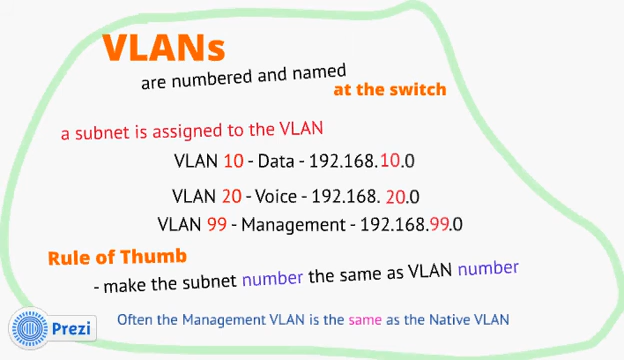 VLANs
are numbered and named
at the switch
a subnet is assigned to the VLAN
VLAN 10 - Data - 192.168.10.0
VLAN 20 - Voice - 192.168. 20.0
VLAN 99 - Management - 192.168.99.0
Rule of Thumb
- make the subnet number the same as VLAN number
Often the Management VLAN is the same as the Native VLAN
Prezi